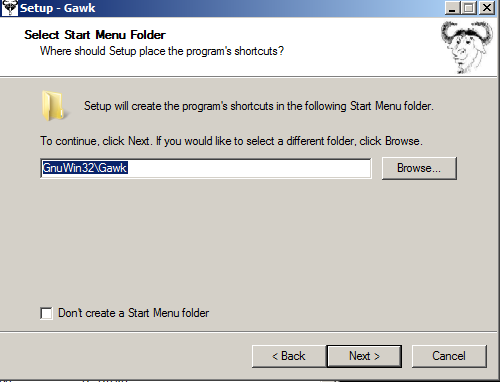 Setup - Gawk
Select Start Menu Folder
Where should Setup place the program's shortcuts?
Setup will create the program's shortcuts in the following Start Menu folder.
To continue, click Next. If you would like to select a different folder, click Browse.
GnuWin32\Gawk
Browse...
Don't create a Start Menu folder
< Back
Next >
Cancel